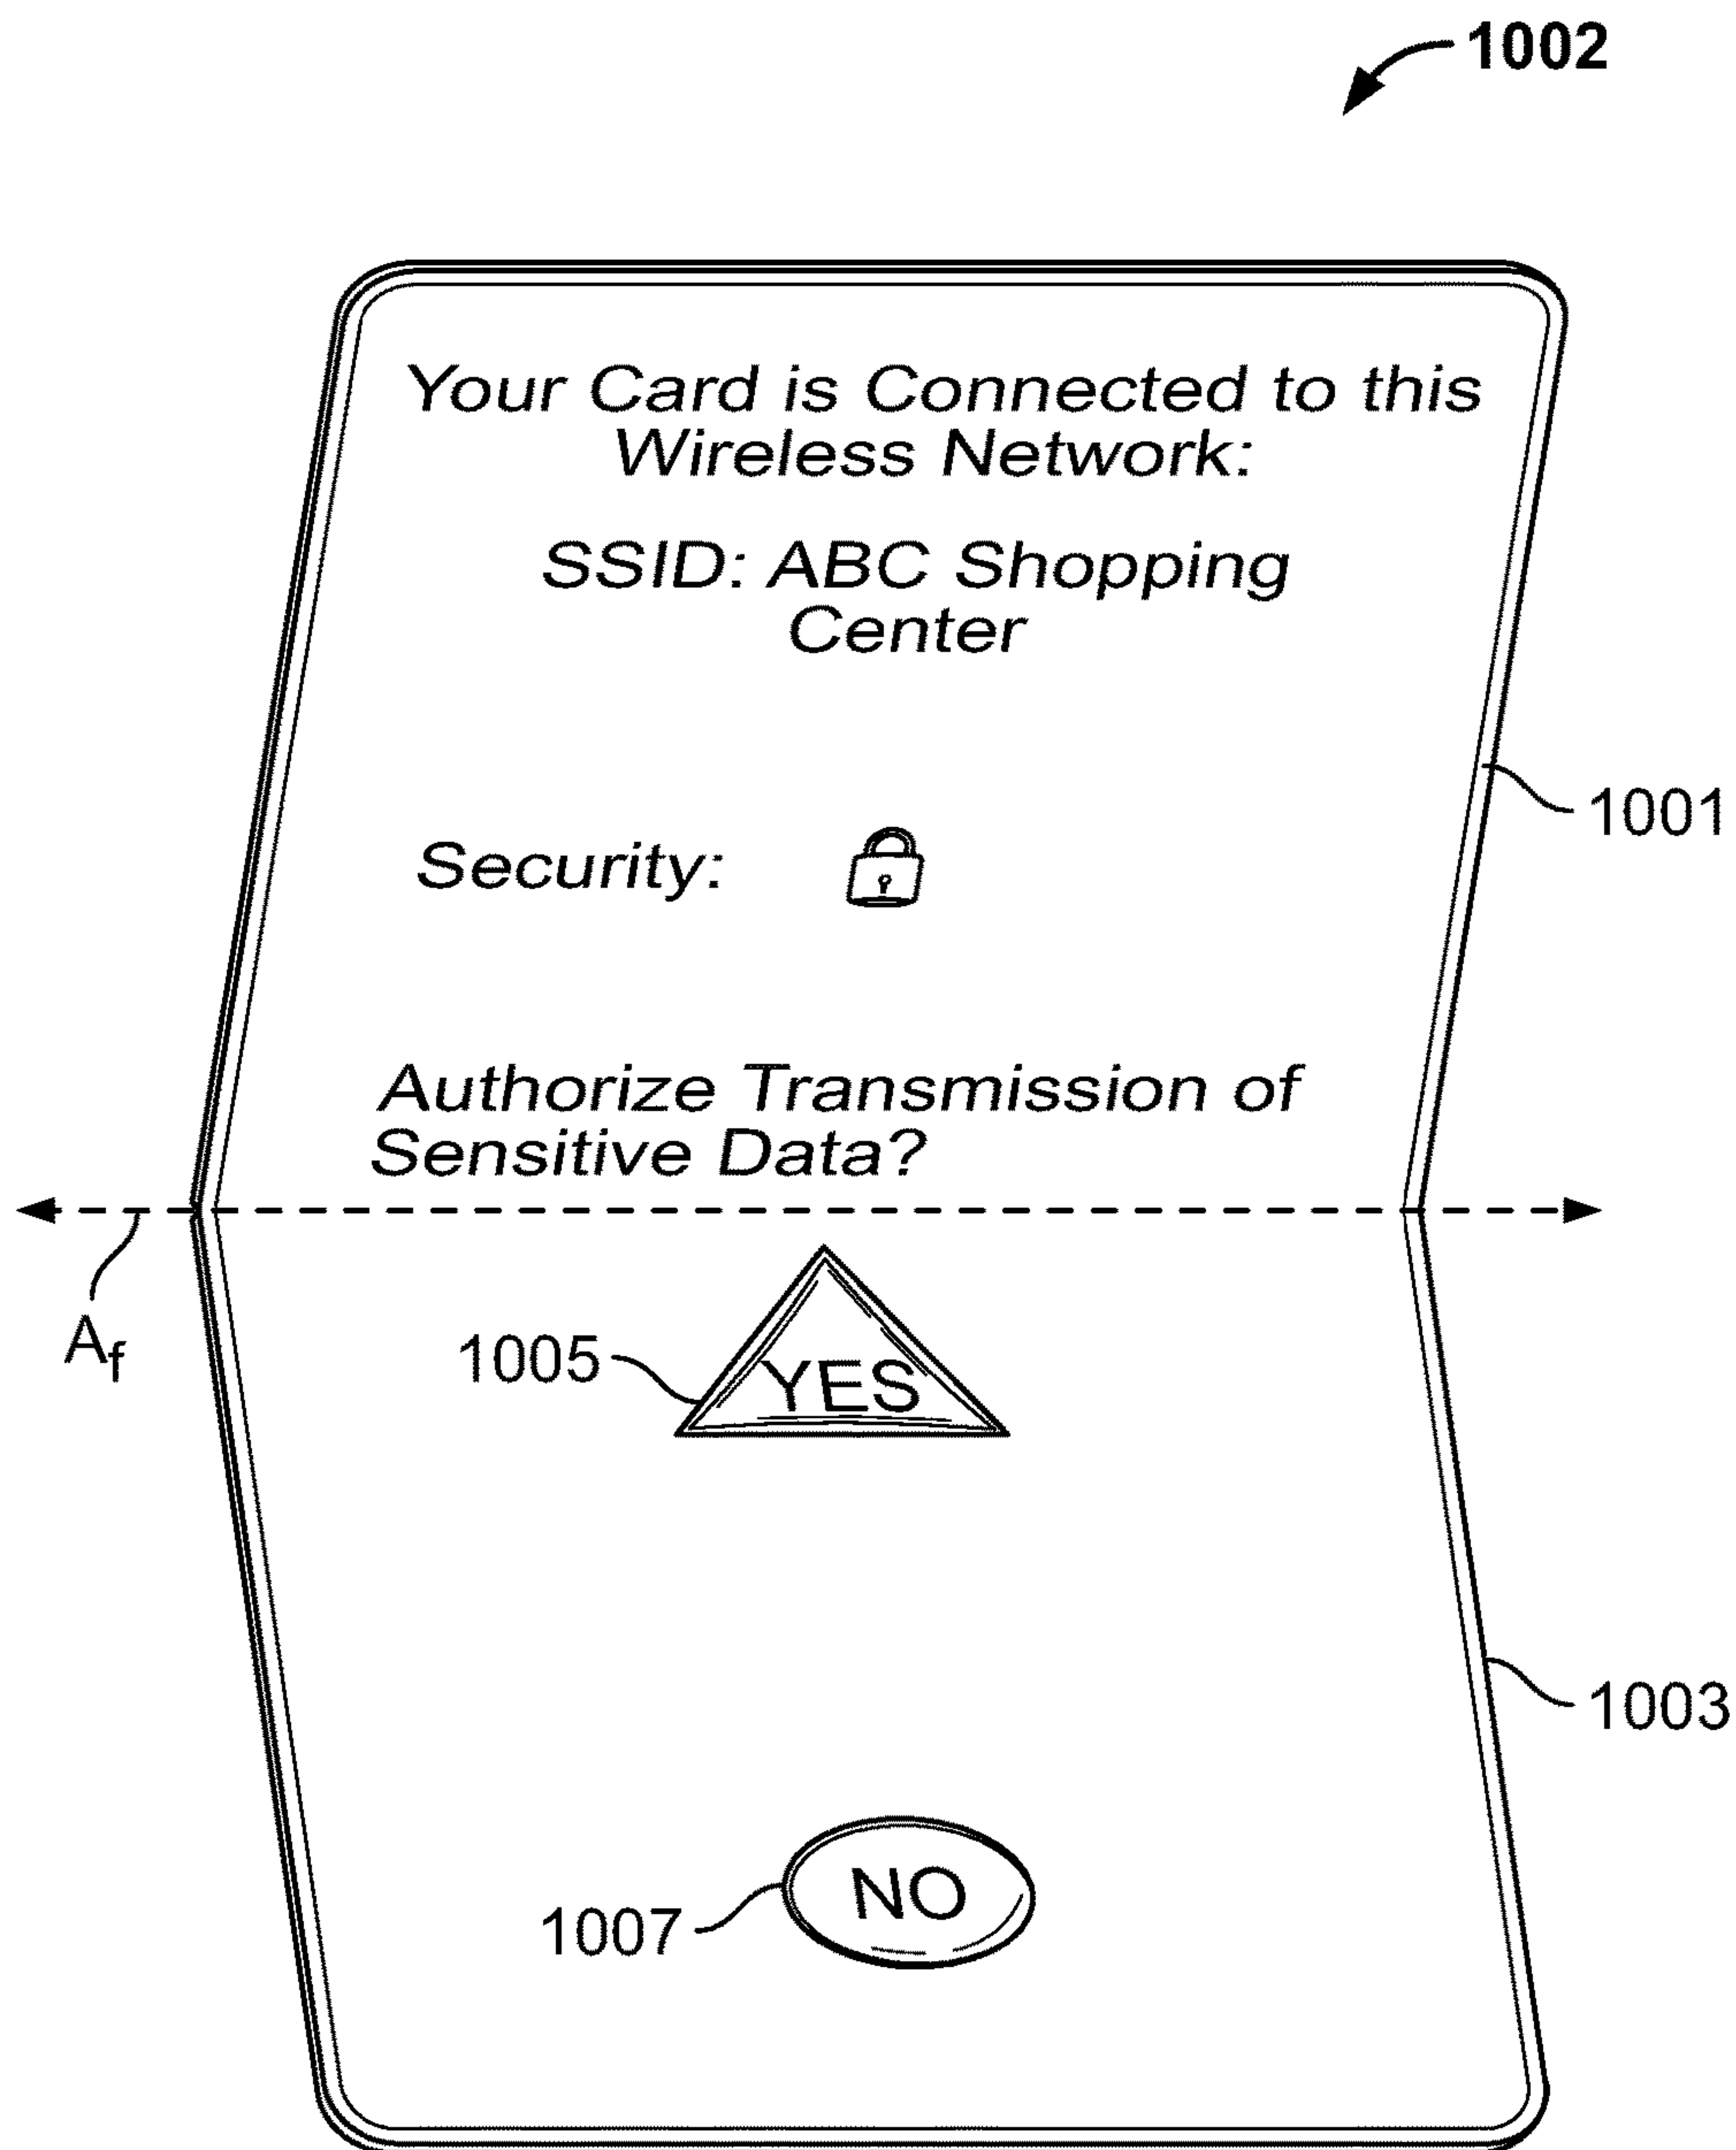 1002
Your Card is Connected to this
Wireless Network:
SSID: ABC Shopping
Center
1001
Security:
Authorize Transmission of
Sensitive Data?
Af
1005
YES
1003
1007
NO